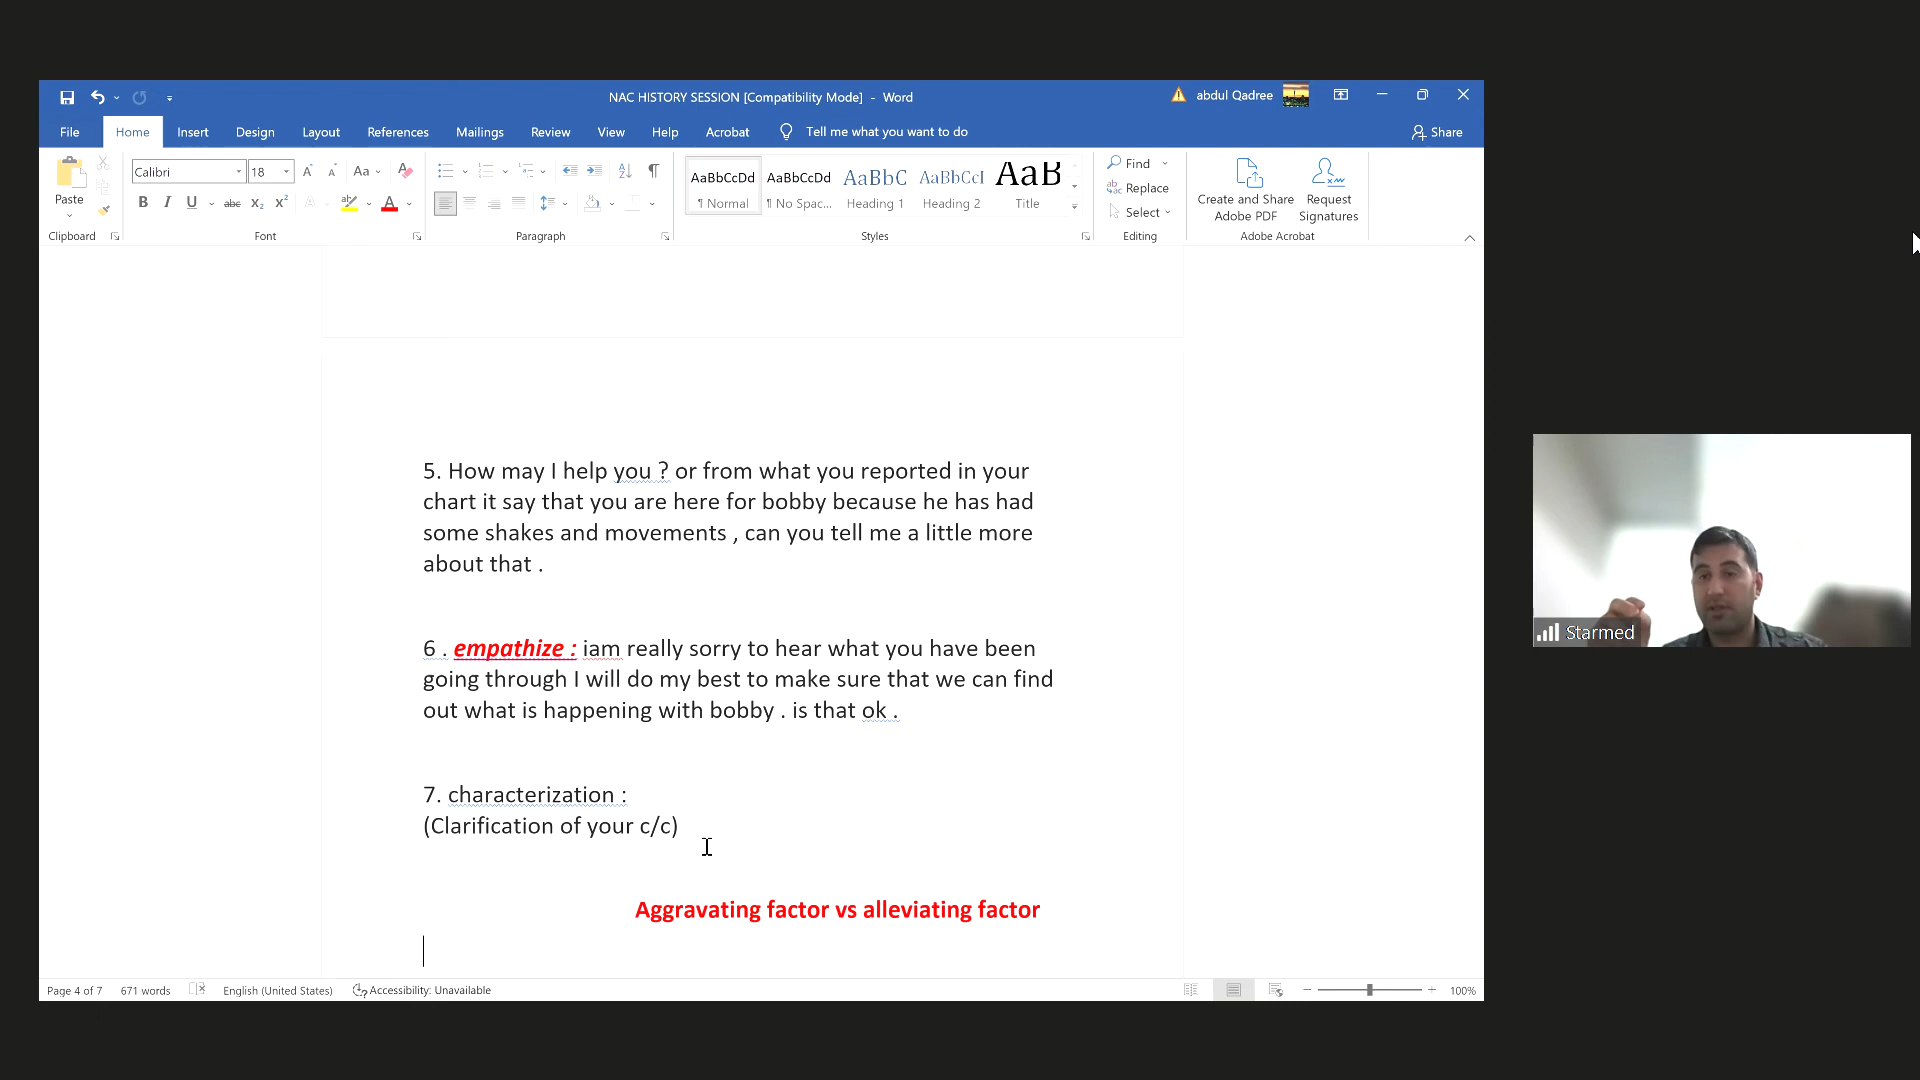 NAC HISTORY SESSION [Compatibility Mode] - Word
abdul Qadree
File Home Insert Design Layout References Mailings Review View Help Acrobat Tell me what you want to do Share
Paste
Calibri 18 Aa
B I U abc X₂ X² A ab A
AaBbCcDd AaBbCcDd AaBbC AaBbCcI AaB
¶ Normal ¶ No Spac... Heading 1 Heading 2 Title
Find
Replace
Select
Create and Share Adobe PDF
Request Signatures
Clipboard Font Paragraph Styles Editing Adobe Acrobat
5. How may I help you ? or from what you reported in your
chart it say that you are here for bobby because he has had
some shakes and movements , can you tell me a little more
about that .
6 . empathize : iam really sorry to hear what you have been
going through I will do my best to make sure that we can find
out what is happening with bobby . is that ok .
7. characterization :
(Clarification of your c/c)
Aggravating factor vs alleviating factor
Starmed
Page 4 of 7 671 words English (United States) Accessibility: Unavailable 100%